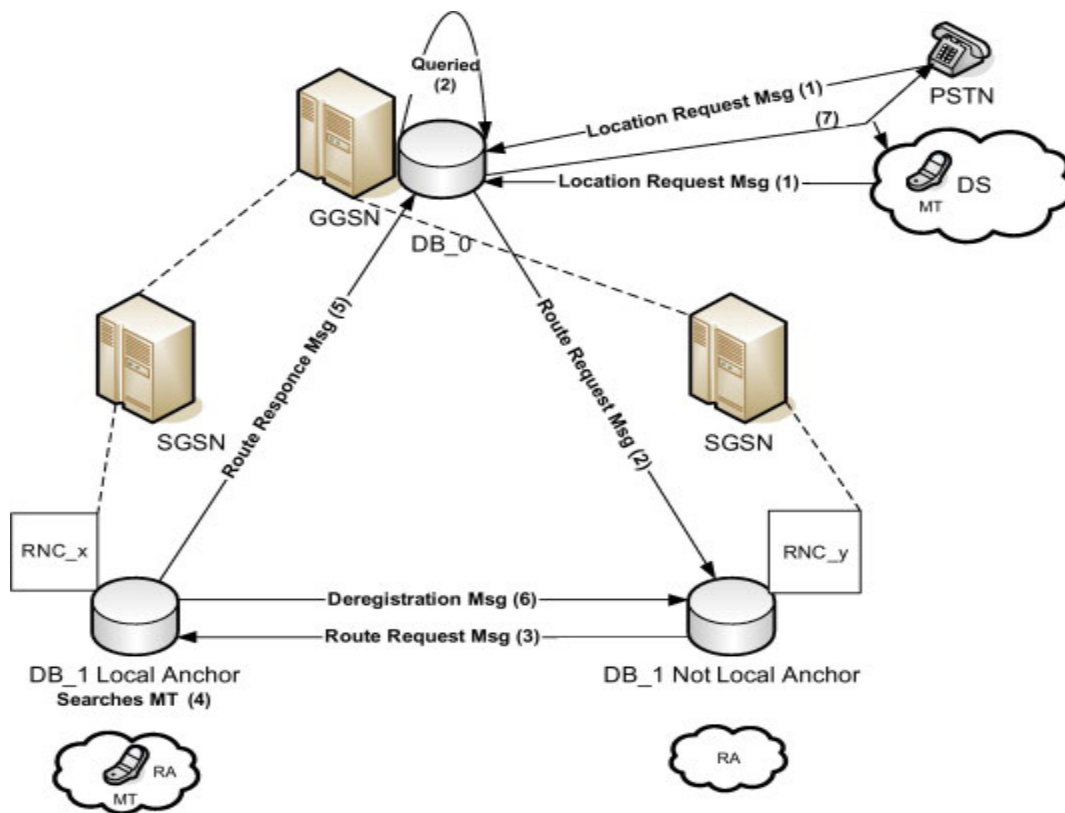 Queried
(2)
Location Request Msg (1)
PSTN
(7)
Location Request Msg (1)
DS
MT
GGSN
DB_0
Route Responce Msg (5)
Route Request Msg (2)
SGSN
SGSN
RNC_x
RNC_y
Deregistration Msg (6)
Route Request Msg (3)
DB_1 Local Anchor
DB_1 Not Local Anchor
Searches MT (4)
RA
MT
RA